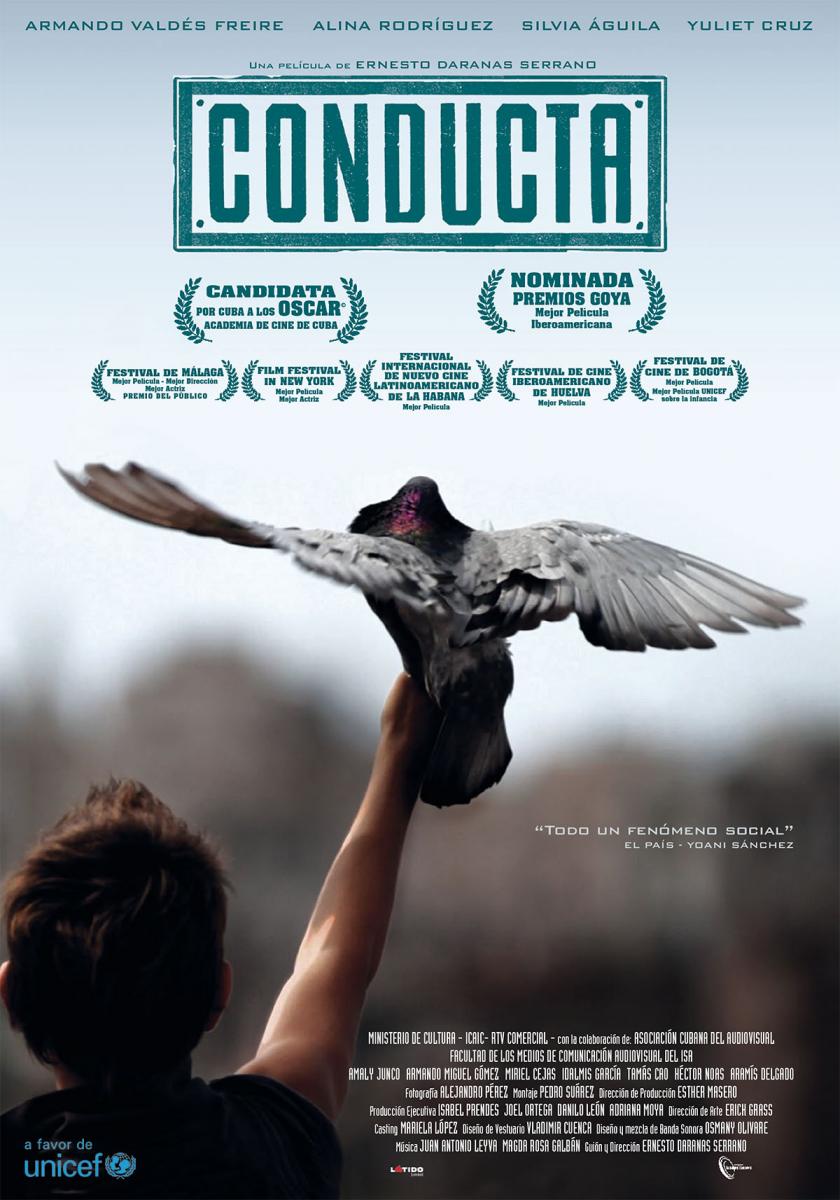 ARMANDO VALDÉS FREIRE ALINA RODRÍGUEZ SILVIA ÁGUILA YULIET CRUZ
UNA PELÍCULA DE ERNESTO DARANAS SERRANO
CONDUCTA
CANDIDATA
POR CUBA A LOS OSCAR©
ACADEMIA DE CINE DE CUBA
NOMINADA
PREMIOS GOYA
Mejor Película
Iberoamericana
FESTIVAL DE MÁLAGA
Mejor Película - Mejor Dirección
Mejor Actriz
PREMIO DEL PÚBLICO
FILM FESTIVAL
IN NEW YORK
Mejor Película
Mejor Actriz
FESTIVAL
INTERNACIONAL
DE NUEVO CINE
LATINOAMERICANO
DE LA HABANA
Mejor Película
FESTIVAL DE CINE
IBEROAMERICANO
DE HUELVA
Mejor Película
FESTIVAL DE
CINE DE BOGOTÁ
Mejor Película
Mejor Película UNICEF
sobre la infancia
“TODO UN FENÓMENO SOCIAL”
EL PAÍS - YOANI SÁNCHEZ
MINISTERIO DE CULTURA - ICAIC- RTV COMERCIAL - con la colaboración de: ASOCIACIÓN CUBANA DEL AUDIOVISUAL
FACULTAD DE LOS MEDIOS DE COMUNICACIÓN AUDIOVISUAL DEL ISA
AMALY JUNCO ARMANDO MIGUEL GÓMEZ MIRIEL CEJAS IDALMIS GARCÍA TAMÁS CAO HÉCTOR NOAS ARAMÍS DELGADO
Fotografía ALEJANDRO PÉREZ Montaje PEDRO SUÁREZ Dirección de Producción ESTHER MASERO
Producción Ejecutiva ISABEL PRENDES JOEL ORTEGA DANILO LEÓN ADRIANA MOYA Dirección de Arte ERICK GRASS
Casting MARIELA LÓPEZ Diseño de Vestuario VLADIMIR CUENCA Diseño y mezcla de Banda Sonora OSMANY OLIVARE
Música JUAN ANTONIO LEYVA MAGDA ROSA GALBÁN Guión y Dirección ERNESTO DARANAS SERRANO
a favor de
unicef
LATIDO